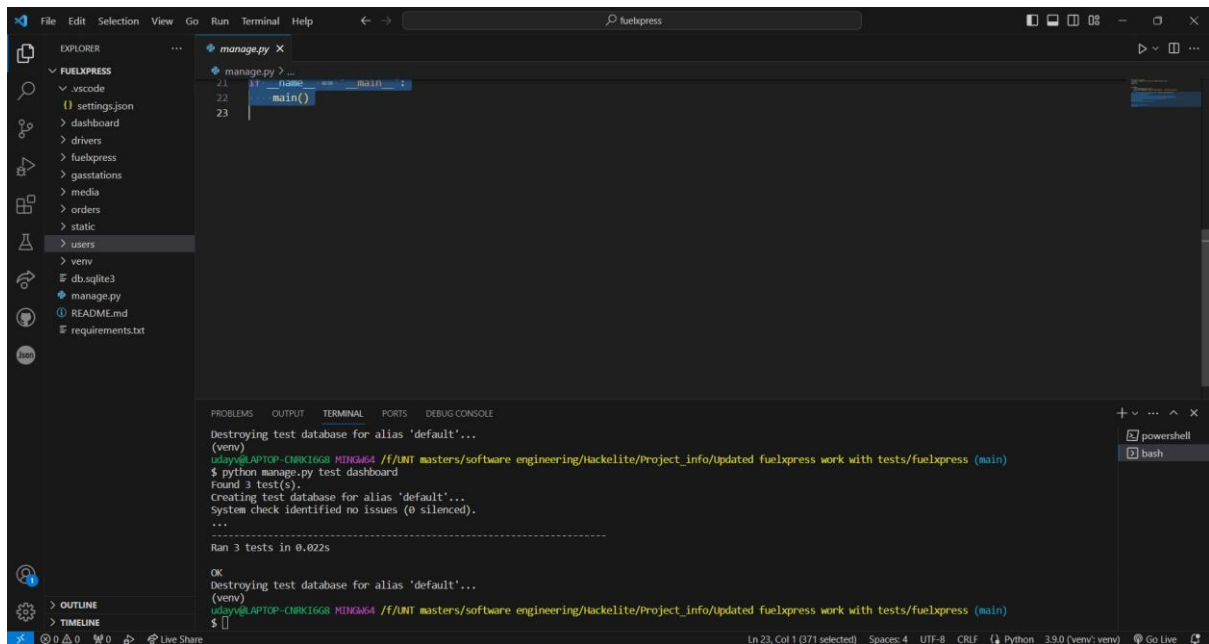 File Edit Selection View Go Run Terminal Help
fuelxpress
EXPLORER
FUELXPRESS
.vscode
{} settings.json
dashboard
drivers
fuelxpress
gasstations
media
orders
static
users
venv
db.sqlite3
manage.py
README.md
requirements.txt
Json
OUTLINE
TIMELINE
manage.py
manage.py > ...
21 if __name__ == '__main__':
22 main()
23
PROBLEMS OUTPUT TERMINAL PORTS DEBUG CONSOLE
Destroying test database for alias 'default'...
(venv)
udayv@LAPTOP-CNRKI6G8 MINGW64 /f/UNT masters/software engineering/Hackelite/Project_info/Updated fuelxpress work with tests/fuelxpress (main)
$ python manage.py test dashboard
Found 3 test(s).
Creating test database for alias 'default'...
System check identified no issues (0 silenced).
...
----------------------------------------------------------------------
Ran 3 tests in 0.022s
OK
Destroying test database for alias 'default'...
(venv)
udayv@LAPTOP-CNRKI6G8 MINGW64 /f/UNT masters/software engineering/Hackelite/Project_info/Updated fuelxpress work with tests/fuelxpress (main)
$
powershell
bash
1
0 0 0 Live Share Ln 23, Col 1 (371 selected) Spaces: 4 UTF-8 CRLF Python 3.9.0 ('venv': venv) Go Live